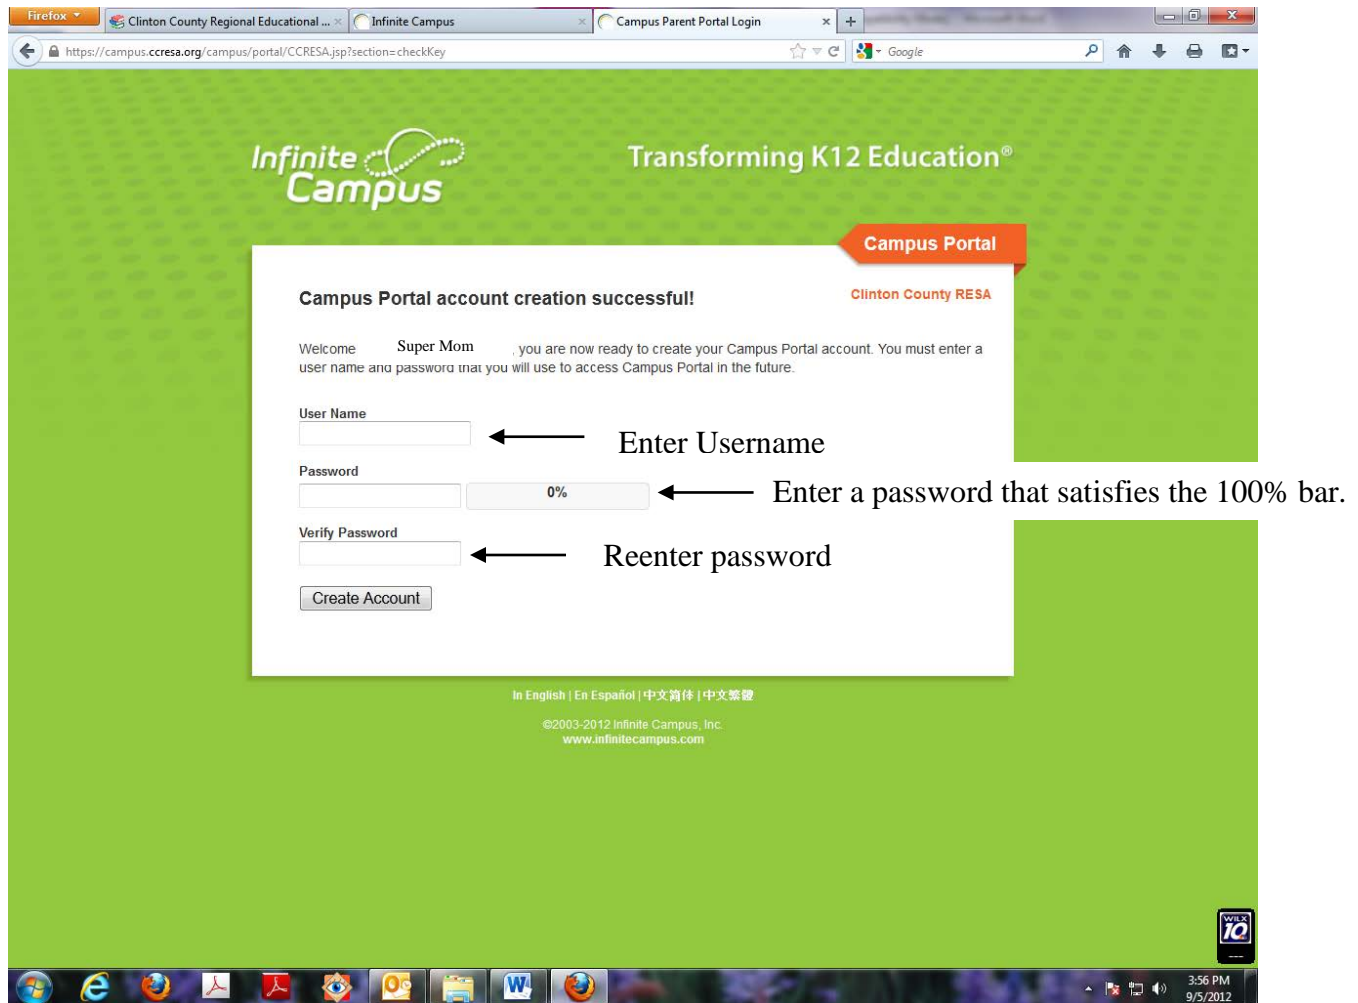 Firefox
Clinton County Regional Educational ...
Infinite Campus
Campus Parent Portal Login
https://campus.ccresa.org/campus/portal/CCRESA.jsp?section=checkKey
Google
Infinite Campus
Transforming K12 Education®
Campus Portal
Campus Portal account creation successful!
Clinton County RESA
Welcome Super Mom , you are now ready to create your Campus Portal account. You must enter a
user name and password that you will use to access Campus Portal in the future.
User Name
Enter Username
Password
0%
Enter a password that satisfies the 100% bar.
Verify Password
Reenter password
Create Account
In English | En Español | 中文简体 | 中文繁體
©2003-2012 Infinite Campus, Inc.
www.infinitecampus.com
WILX
10
3:56 PM
9/5/2012